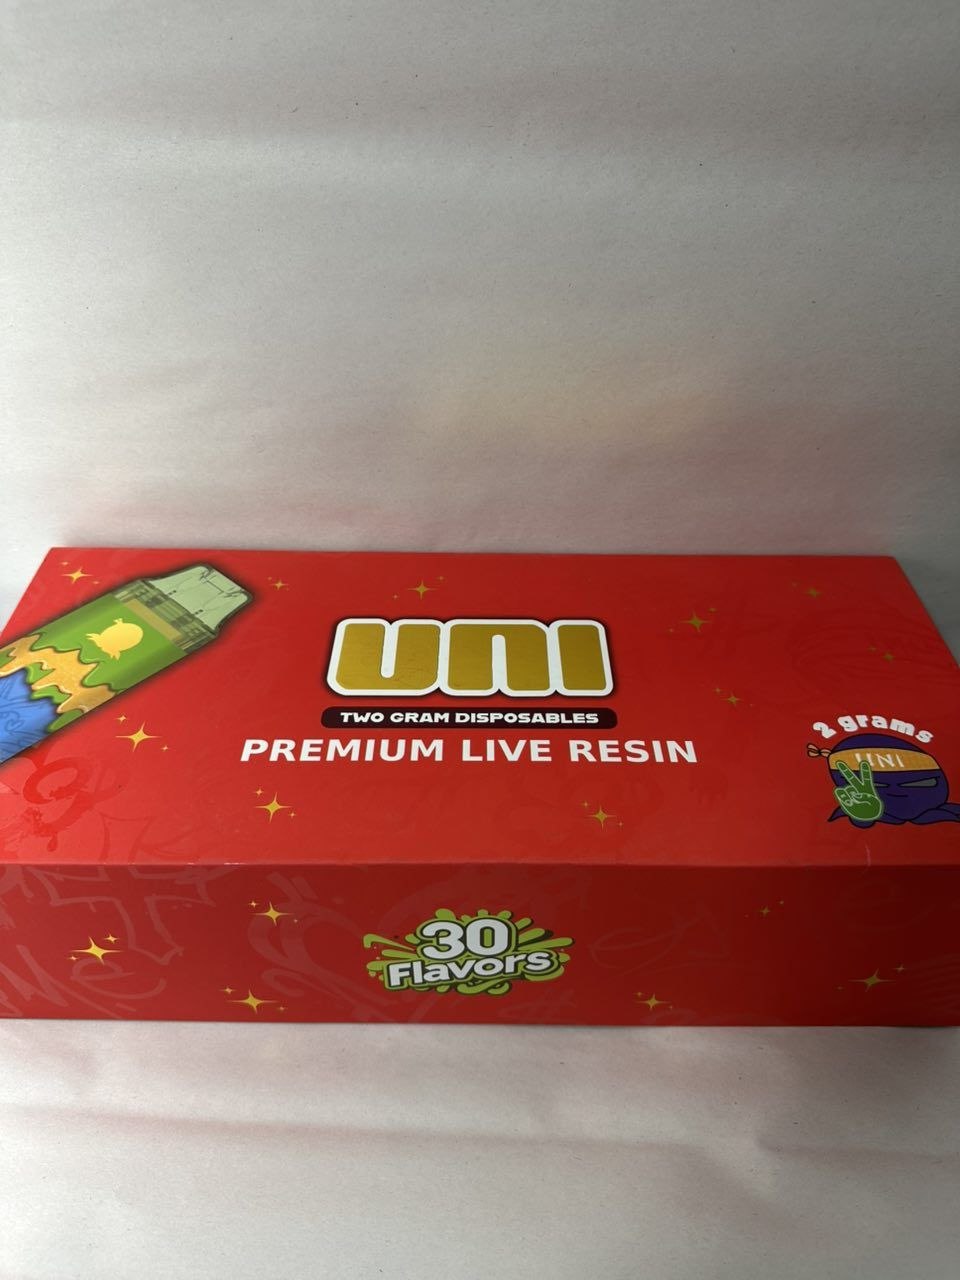 UNI
TWO GRAM DISPOSABLES
PREMIUM LIVE RESIN
2 grams
UNI
30
Flavors